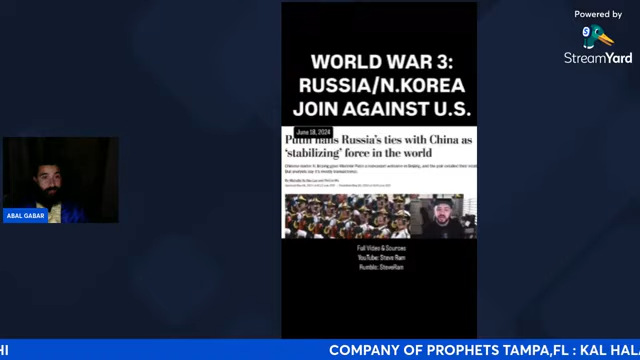 Powered by
StreamYard
WORLD WAR 3:
RUSSIA/N.KOREA
JOIN AGAINST U.S.
June 18, 2024
Putin hails Russia's ties with China as
'stabilizing' force in the world
ABAL GABAR
Full Video & Sources
YouTube: Steve Ram
Rumble: SteveRam
HI
COMPANY OF PROPHETS TAMPA,FL : KAL HAL